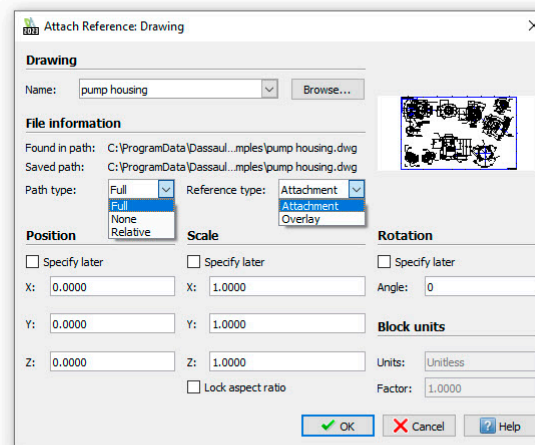 2023 Attach Reference: Drawing
Drawing
Name: pump housing Browse...
File information
Found in path: C:\ProgramData\Dassaul...mples\pump housing.dwg
Saved path: C:\ProgramData\Dassaul...mples\pump housing.dwg
Path type: Full Reference type: Attachment
Full Attachment
None Overlay
Relative
Position Scale Rotation
Specify later Specify later Specify later
X: 0.0000 X: 1.0000 Angle: 0
Y: 0.0000 Y: 1.0000 Block units
Z: 0.0000 Z: 1.0000 Units: Unitless
Lock aspect ratio Factor: 1.0000
OK Cancel Help